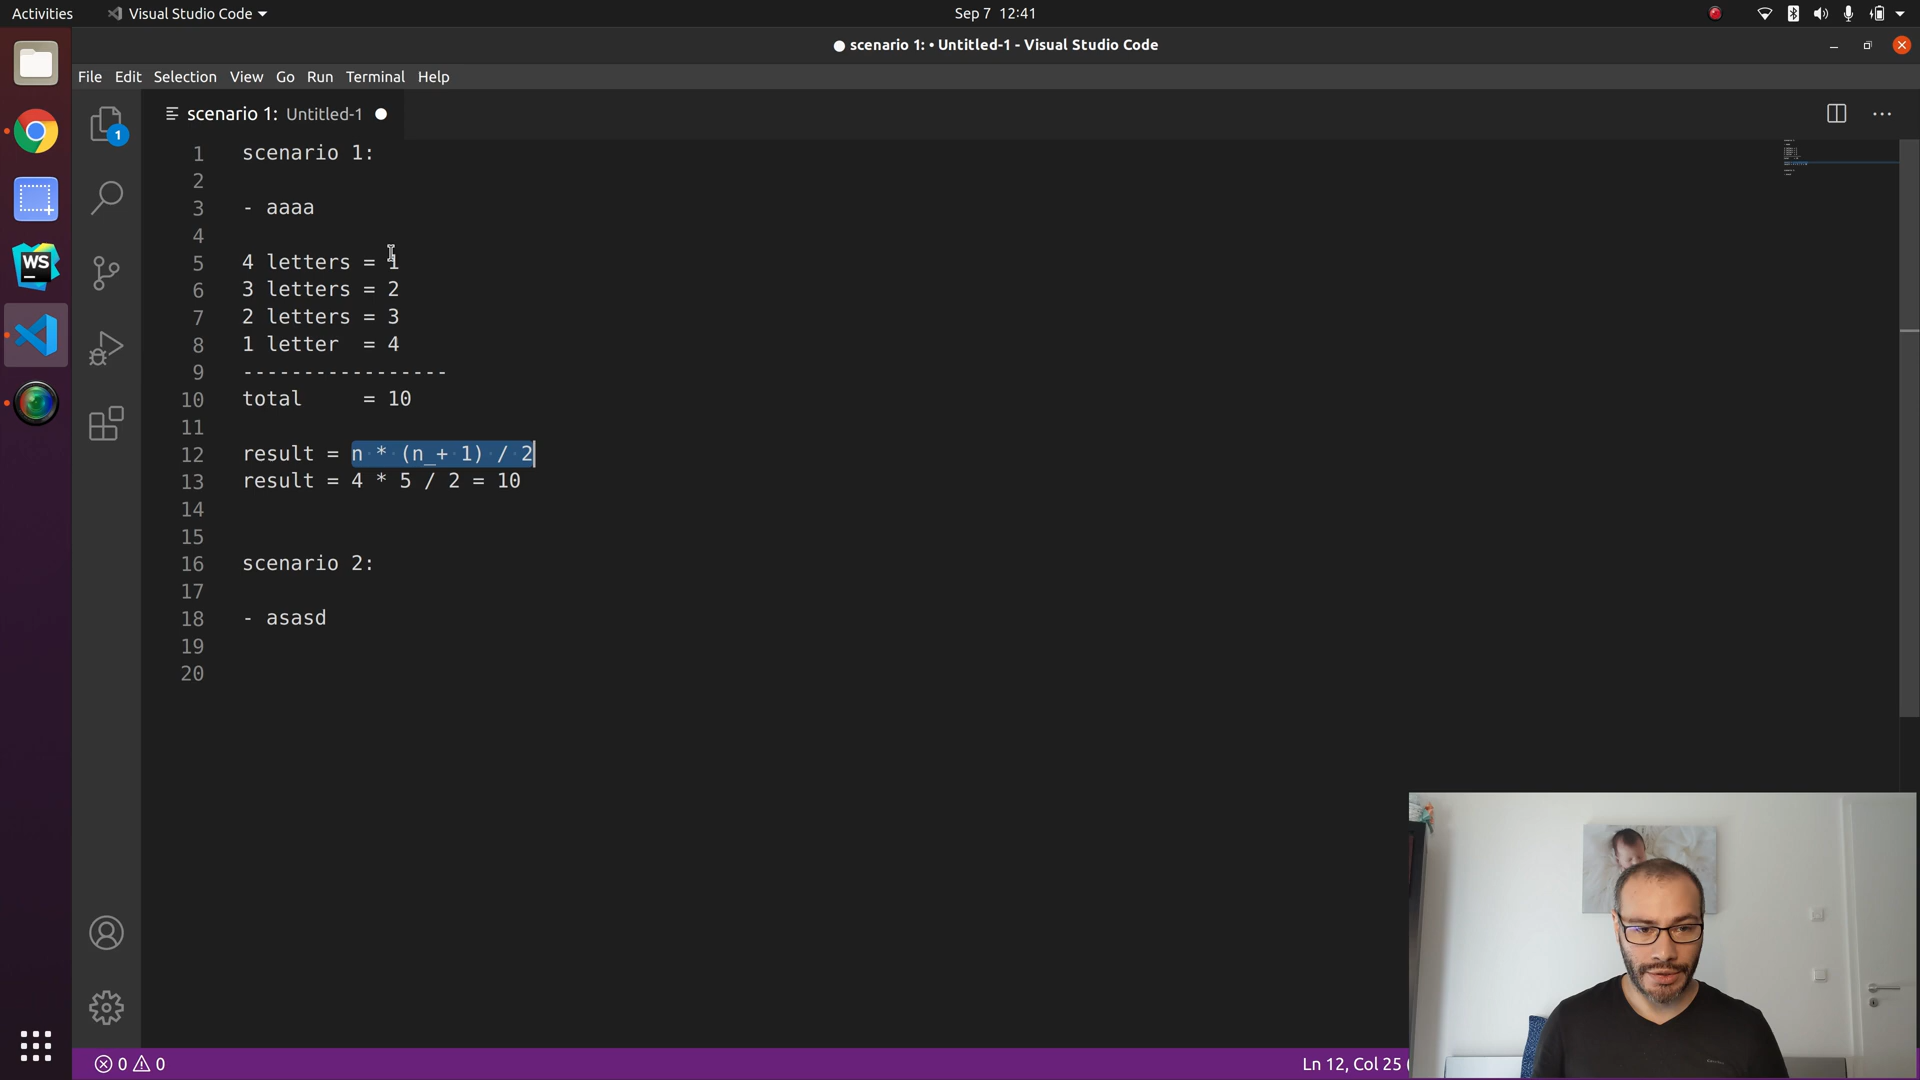 Activities
Visual Studio Code
Sep 7 12:41
● scenario 1: • Untitled-1 - Visual Studio Code
File Edit Selection View Go Run Terminal Help
scenario 1: Untitled-1
1
WS
1 scenario 1:
2
3 - aaaa
4
5 4 letters = 1
6 3 letters = 2
7 2 letters = 3
8 1 letter  = 4
9 -----------------
10 total     = 10
11
12 result = n * (n_+ 1) / 2
13 result = 4 * 5 / 2 = 10
14
15
16 scenario 2:
17
18 - asasd
19
20
0 0
Ln 12, Col 25